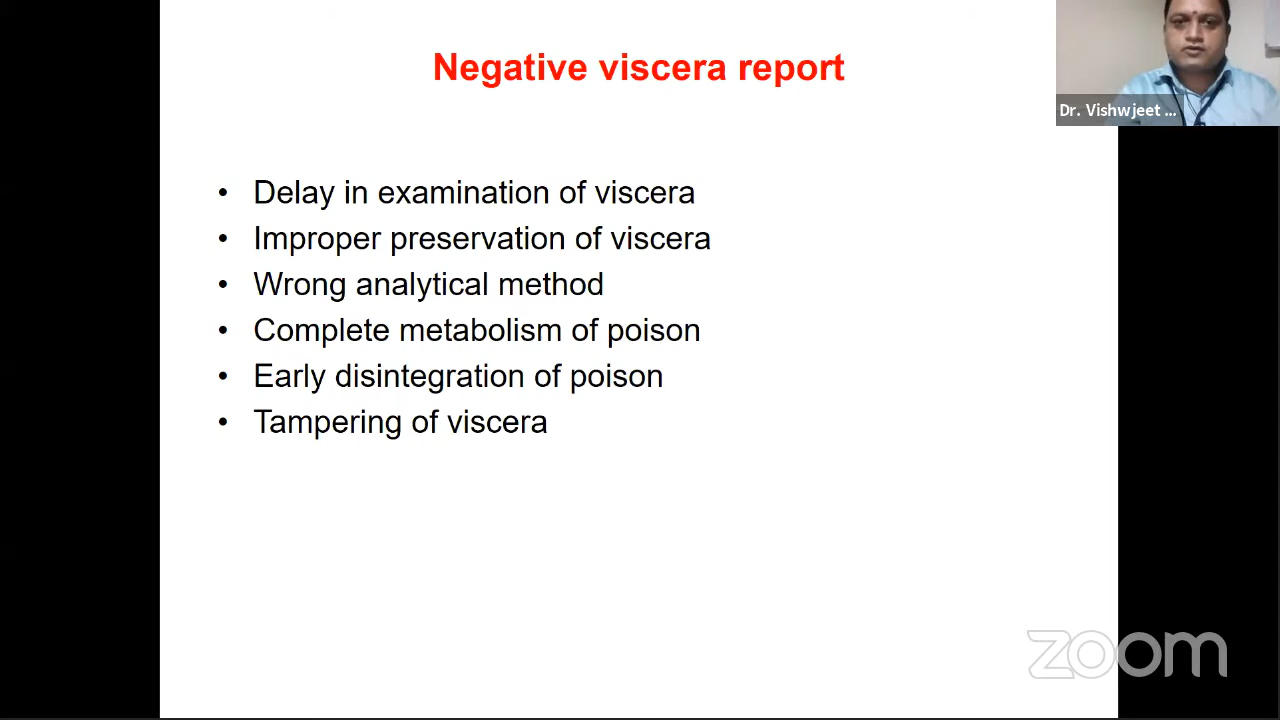 Negative viscera report
Dr. Vishwjeet ...
• Delay in examination of viscera
• Improper preservation of viscera
• Wrong analytical method
• Complete metabolism of poison
• Early disintegration of poison
• Tampering of viscera
zoom